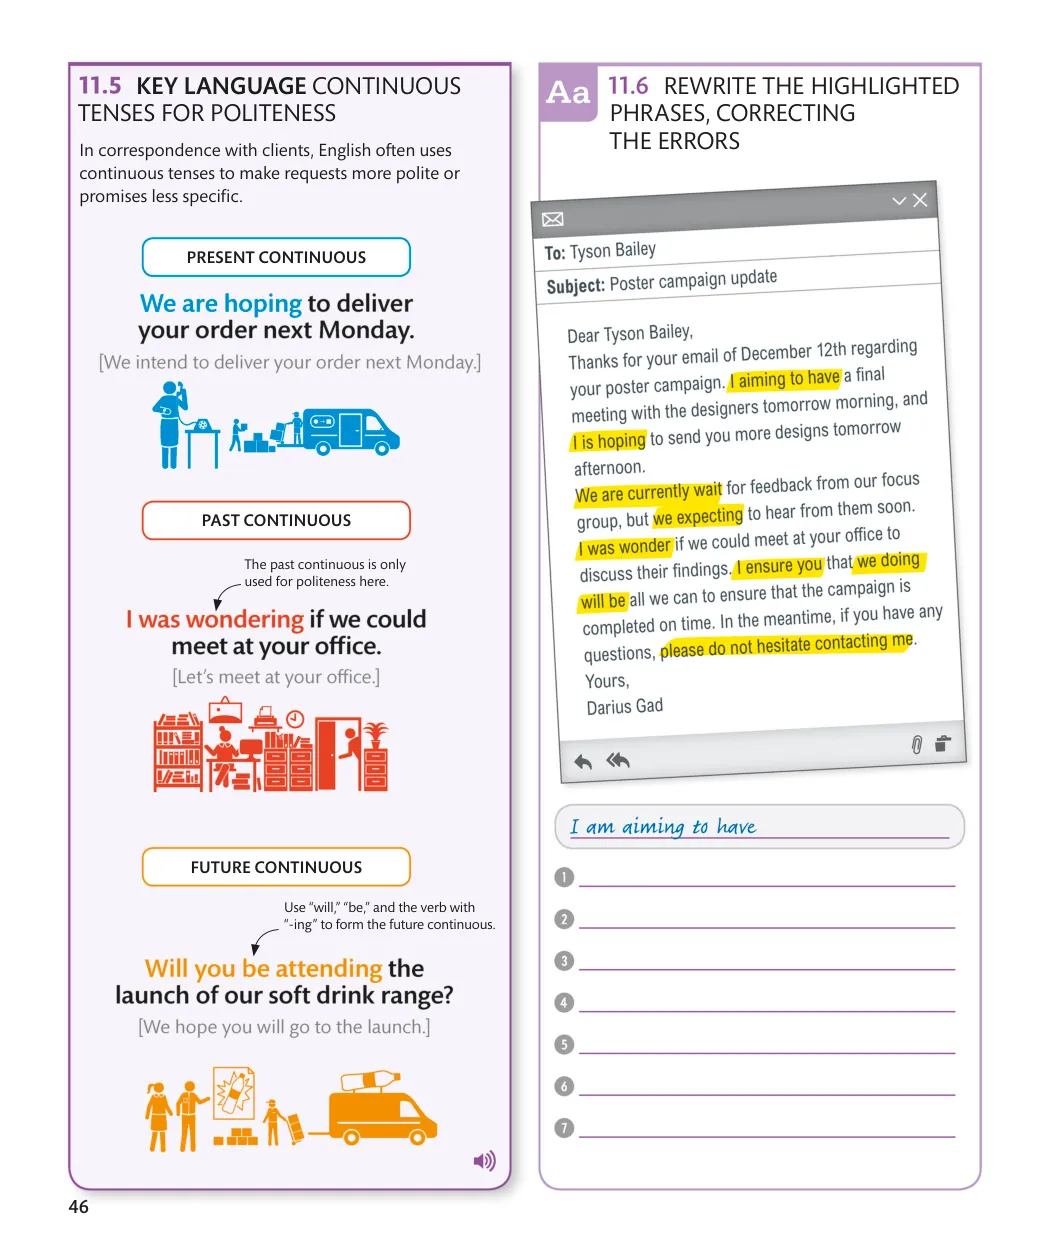 11.5 KEY LANGUAGE CONTINUOUS
TENSES FOR POLITENESS
In correspondence with clients, English often uses
continuous tenses to make requests more polite or
promises less specific.
PRESENT CONTINUOUS
We are hoping to deliver
your order next Monday.
[We intend to deliver your order next Monday.]
PAST CONTINUOUS
The past continuous is only
used for politeness here.
I was wondering if we could
meet at your office.
[Let's meet at your office.]
FUTURE CONTINUOUS
Use "will," "be," and the verb with
"-ing" to form the future continuous.
Will you be attending the
launch of our soft drink range?
[We hope you will go to the launch.]
46
Aa 11.6 REWRITE THE HIGHLIGHTED
PHRASES, CORRECTING
THE ERRORS
To: Tyson Bailey
Subject: Poster campaign update
Dear Tyson Bailey,
Thanks for your email of December 12th regarding
your poster campaign. I aiming to have a final
meeting with the designers tomorrow morning, and
I is hoping to send you more designs tomorrow
afternoon.
We are currently wait for feedback from our focus
group, but we expecting to hear from them soon.
I was wonder if we could meet at your office to
discuss their findings. I ensure you that we doing
will be all we can to ensure that the campaign is
completed on time. In the meantime, if you have any
questions, please do not hesitate contacting me.
Yours,
Darius Gad
I am aiming to have
1
2
3
4
5
6
7